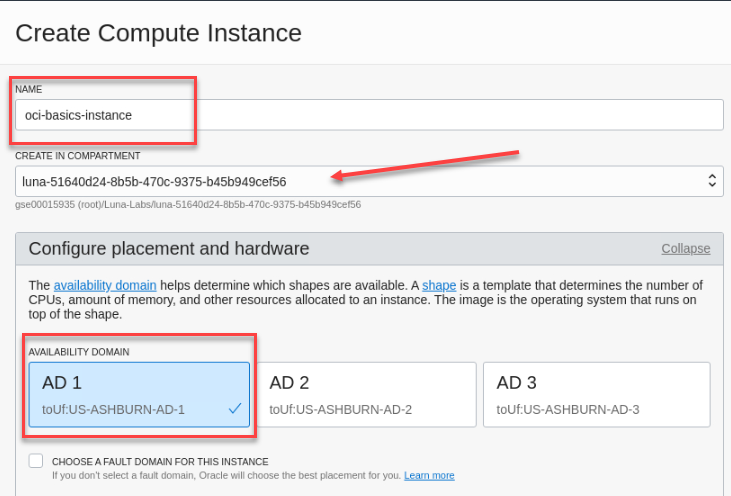 Create Compute Instance
NAME
oci-basics-instance
CREATE IN COMPARTMENT
luna-51640d24-8b5b-470c-9375-b45b949cef56
gse00015935 (root)/Luna-Labs/luna-51640d24-8b5b-470c-9375-b45b949cef56
Configure placement and hardware Collapse
The availability domain helps determine which shapes are available. A shape is a template that determines the number of
CPUs, amount of memory, and other resources allocated to an instance. The image is the operating system that runs on
top of the shape.
AVAILABILITY DOMAIN
AD 1 AD 2 AD 3
toUf:US-ASHBURN-AD-1 toUf:US-ASHBURN-AD-2 toUf:US-ASHBURN-AD-3
CHOOSE A FAULT DOMAIN FOR THIS INSTANCE
If you don't select a fault domain, Oracle will choose the best placement for you. Learn more